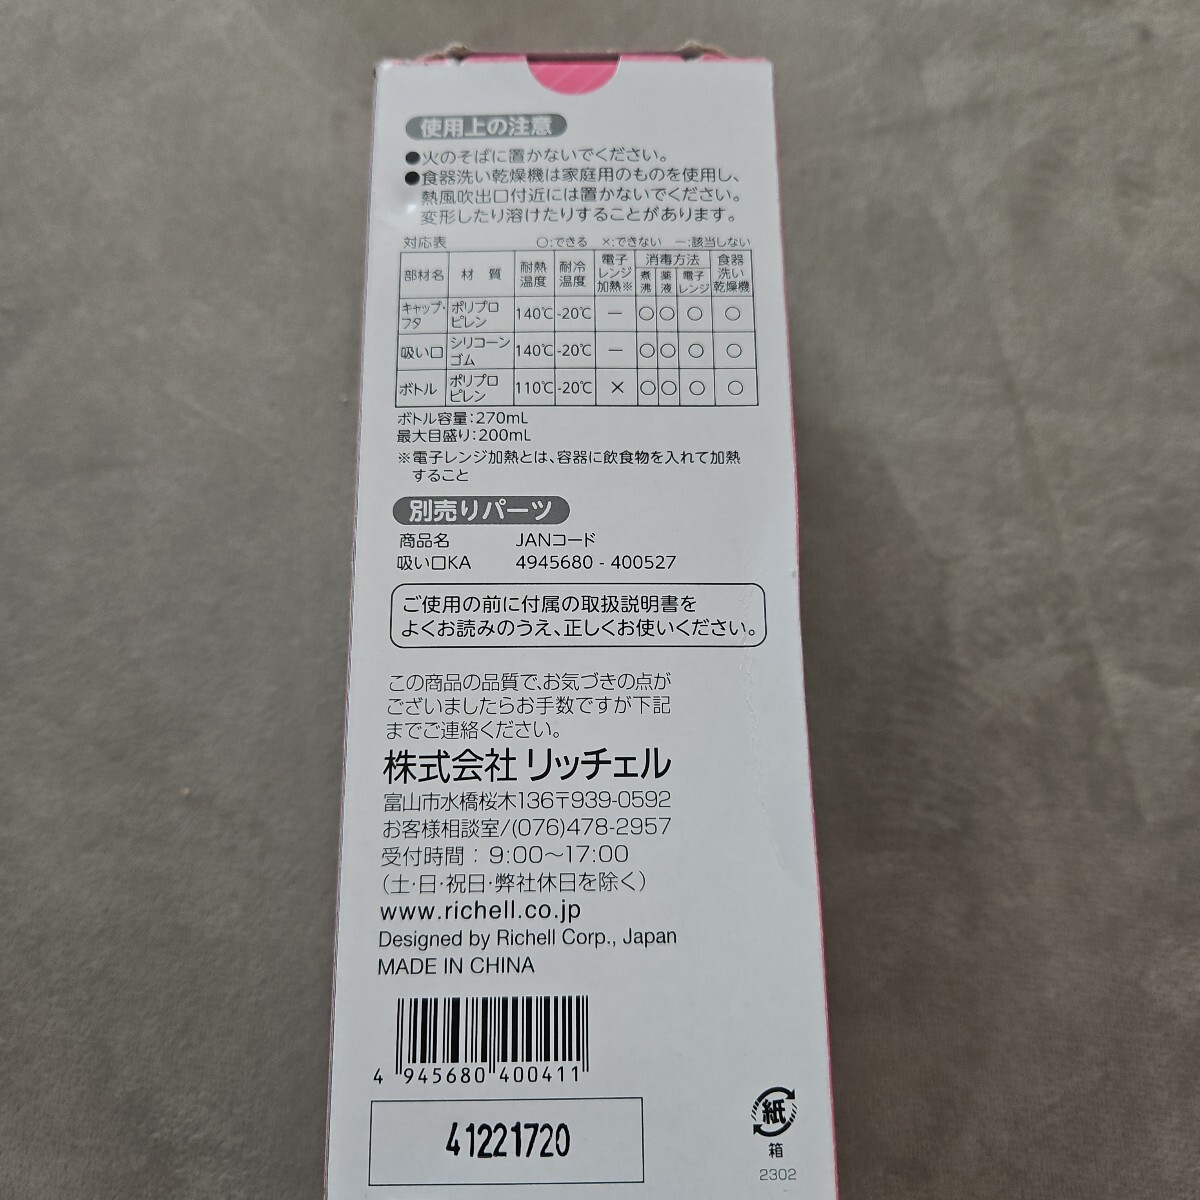 使用上の注意
●火のそばに置かないでください。
●食器洗い乾燥機は家庭用のものを使用し、
熱風吹出口付近には置かないでください。
変形したり溶けたりすることがあります。
対応表 ○:できる ×:できない −:該当しない
部材名 材質 耐熱温度 耐冷温度 電子レンジ加熱※ 消毒方法 煮沸 薬液 電子レンジ 食器洗い乾燥機
キャップ・フタ ポリプロピレン 140℃ -20℃ − ○ ○ ○ ○
吸い口 シリコーンゴム 140℃ -20℃ − ○ ○ ○ ○
ボトル ポリプロピレン 110℃ -20℃ × ○ ○ ○ ○
ボトル容量:270mL
最大目盛り:200mL
※電子レンジ加熱とは、容器に飲食物を入れて加熱
すること
別売りパーツ
商品名 JANコード
吸い口KA 4945680-400527
ご使用の前に付属の取扱説明書を
よくお読みのうえ、正しくお使いください。
この商品の品質で、お気づきの点が
ございましたらお手数ですが下記
までご連絡ください。
株式会社 リッチェル
富山市水橋桜木136〒939-0592
お客様相談室/(076)478-2957
受付時間：9:00〜17:00
(土・日・祝日・弊社休日を除く)
www.richell.co.jp
Designed by Richell Corp., Japan
MADE IN CHINA
4 945680 400411
41221720
紙
箱
2302